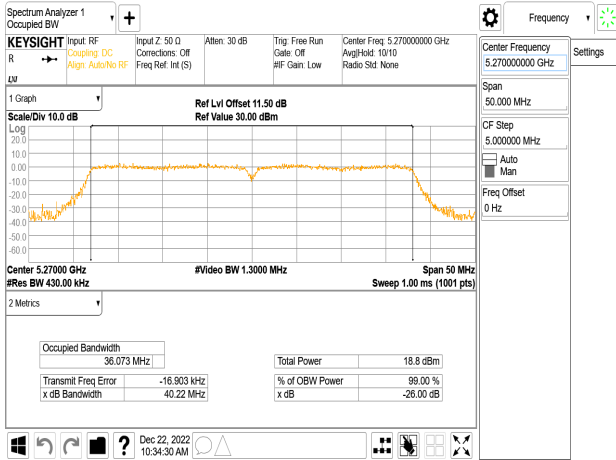 Spectrum Analyzer 1
Occupied BW
Frequency
KEYSIGHT
R
Input: RF
Coupling: DC
Align: Auto/No RF
Input Z: 50 Ω
Corrections: Off
Freq Ref: Int (S)
Atten: 30 dB
Trig: Free Run
Gate: Off
#IF Gain: Low
Center Freq: 5.270000000 GHz
Avg|Hold: 10/10
Radio Std: None
Center Frequency
5.270000000 GHz
Settings
Span
50.000 MHz
CF Step
5.000000 MHz
Auto
Man
Freq Offset
0 Hz
1 Graph
Scale/Div 10.0 dB
Ref Lvl Offset 11.50 dB
Ref Value 30.00 dBm
Log
20.0
10.0
0.00
-10.0
-20.0
-30.0
-40.0
-50.0
-60.0
Center 5.27000 GHz
#Video BW 1.3000 MHz
Span 50 MHz
#Res BW 430.00 kHz
Sweep 1.00 ms (1001 pts)
2 Metrics
Occupied Bandwidth
36.073 MHz
Total Power 18.8 dBm
Transmit Freq Error -16.903 kHz
% of OBW Power 99.00 %
x dB Bandwidth 40.22 MHz
x dB -26.00 dB
?
Dec 22, 2022
10:34:30 AM